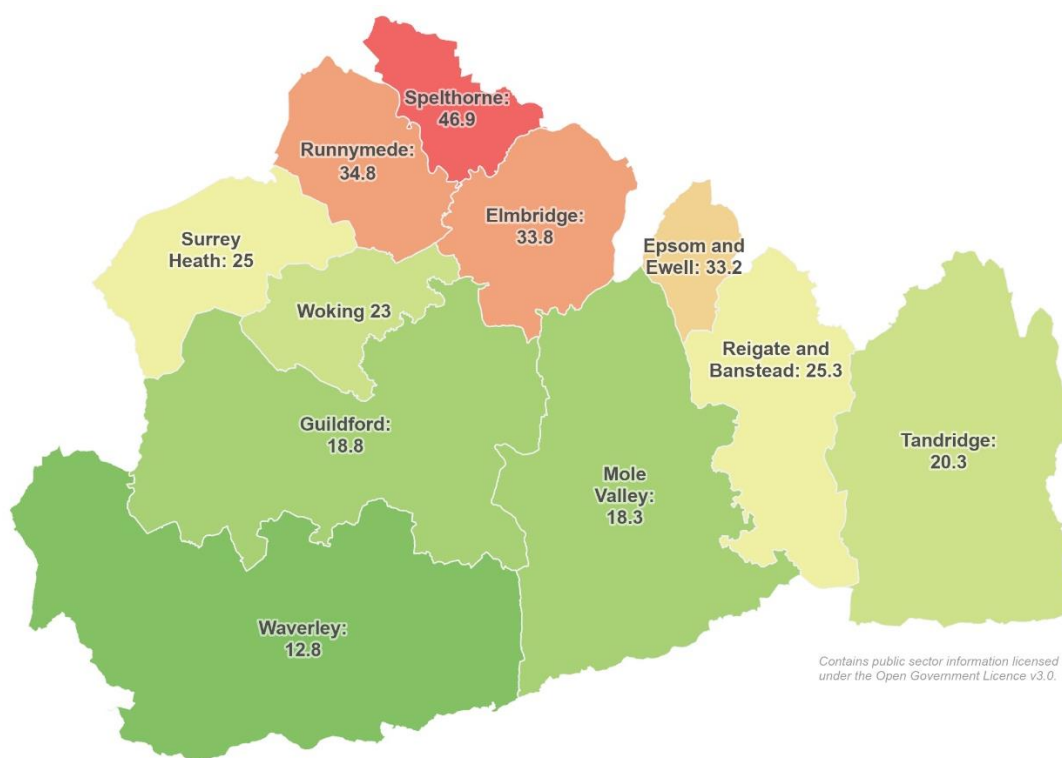 Spelthorne:
46.9
Runnymede:
34.8
Elmbridge:
33.8
Surrey
Heath: 25
Epsom and
Ewell: 33.2
Woking 23
Reigate and
Banstead: 25.3
Guildford:
18.8
Tandridge:
20.3
Mole
Valley:
18.3
Waverley:
12.8
Contains public sector information licensed
under the Open Government Licence v3.0.